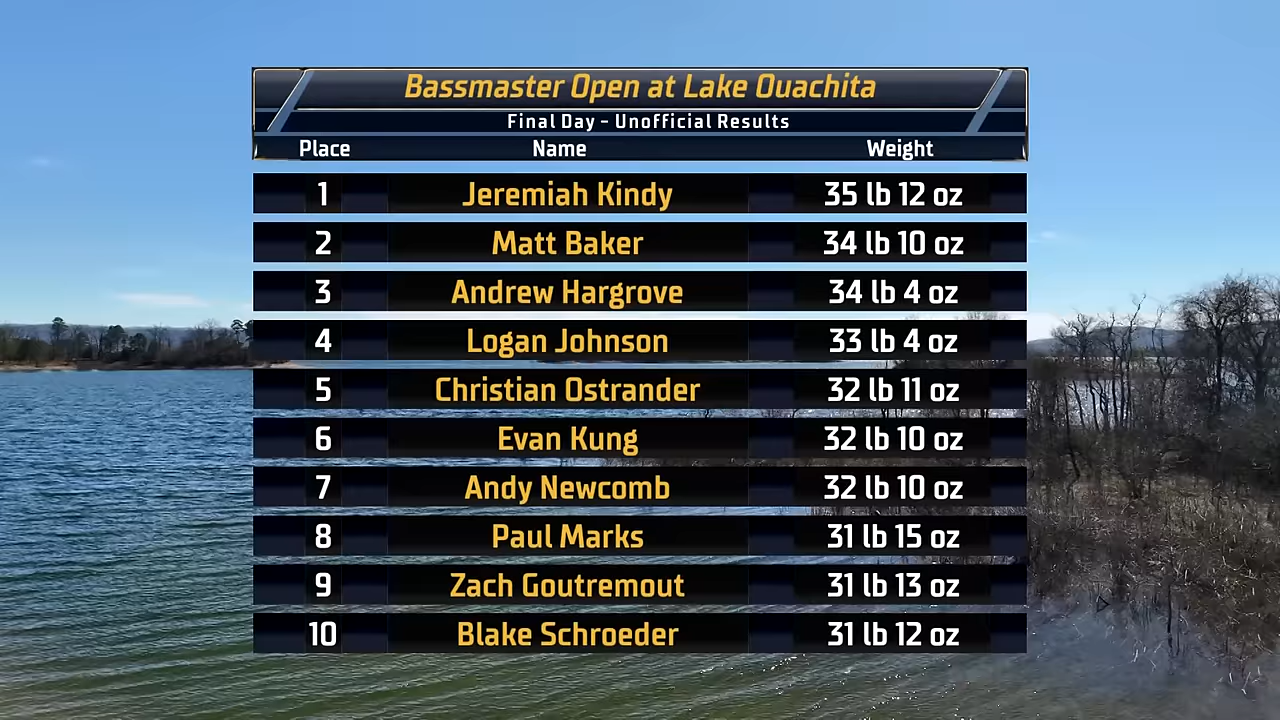 Bassmaster Open at Lake Ouachita
Final Day - Unofficial Results
Place Name Weight
1 Jeremiah Kindy 35 lb 12 oz
2 Matt Baker 34 lb 10 oz
3 Andrew Hargrove 34 lb 4 oz
4 Logan Johnson 33 lb 4 oz
5 Christian Ostrander 32 lb 11 oz
6 Evan Kung 32 lb 10 oz
7 Andy Newcomb 32 lb 10 oz
8 Paul Marks 31 lb 15 oz
9 Zach Goutremout 31 lb 13 oz
10 Blake Schroeder 31 lb 12 oz